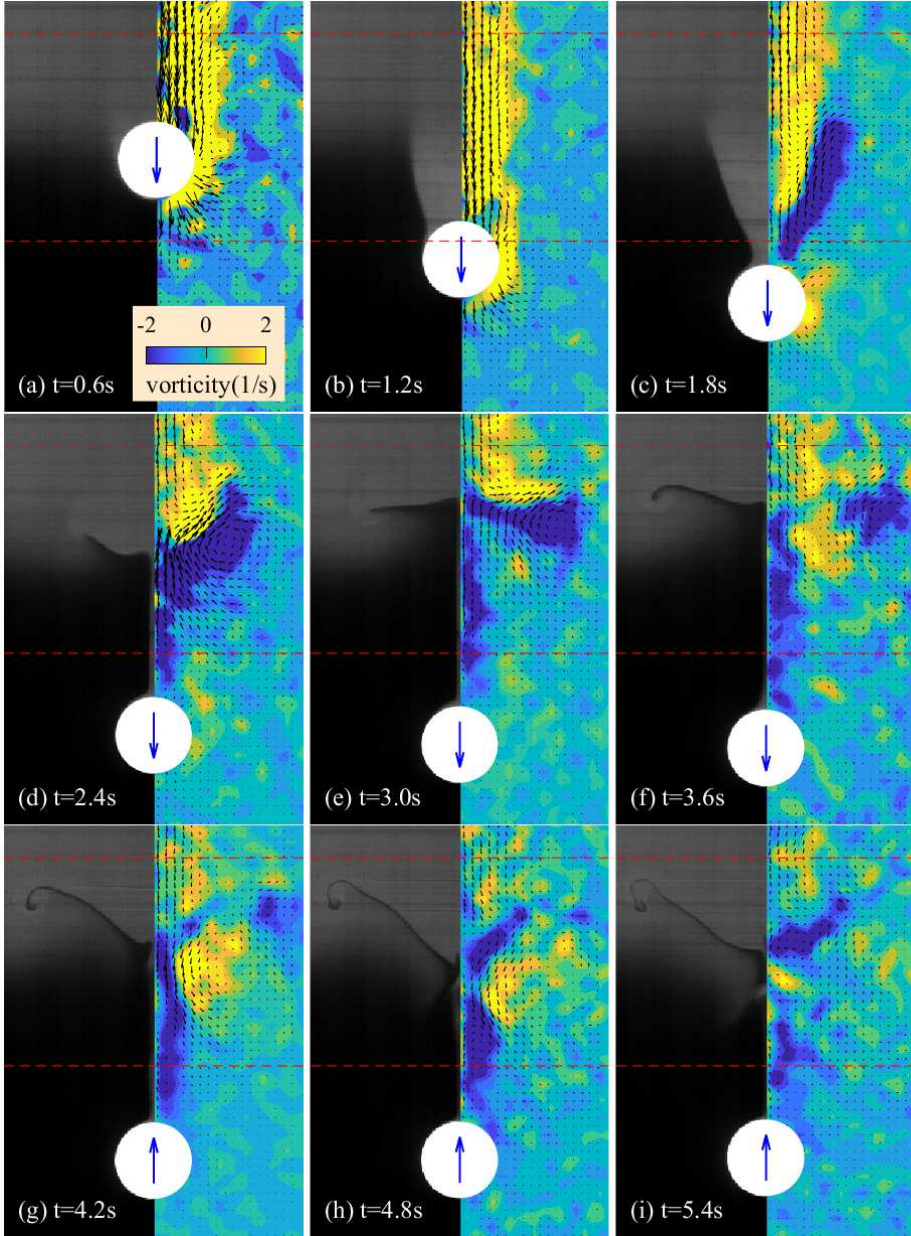 -2 0 2
vorticity(1/s)
(a) t=0.6s
(b) t=1.2s
(c) t=1.8s
(d) t=2.4s
(e) t=3.0s
(f) t=3.6s
(g) t=4.2s
(h) t=4.8s
(i) t=5.4s